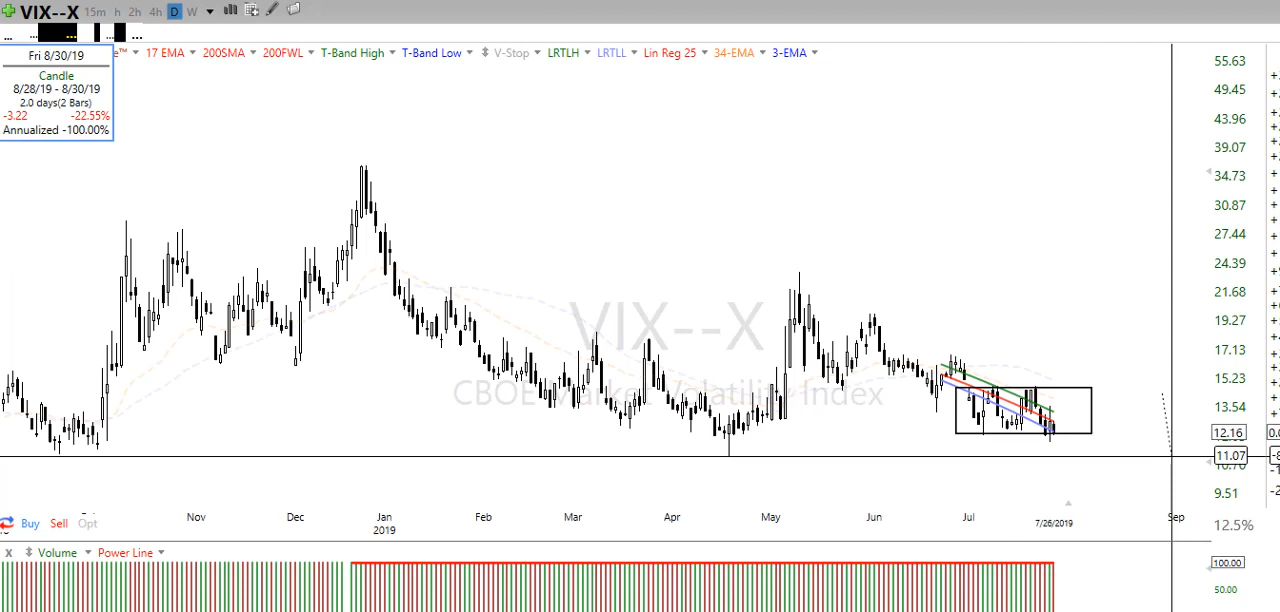 VIX--X 15m h 2h 4h D W
Fri 8/30/19
Candle
8/28/19 - 8/30/19
2.0 days(2 Bars)
-3.22 -22.55%
Annualized -100.00%
17 EMA 200SMA 200FWL T-Band High T-Band Low V-Stop LRTLH LRTLL Lin Reg 25 34-EMA 3-EMA
VIX--X
CBOE Market Volatility Index
55.63
49.45
43.96
39.07
34.73
30.87
27.44
24.39
21.68
19.27
17.13
15.23
13.54
12.16
11.07
9.51
12.5%
Nov Dec Jan Feb Mar Apr May Jun Jul 7/26/2019 Sep
2019
Buy Sell Opt
X Volume Power Line
100.00
50.00